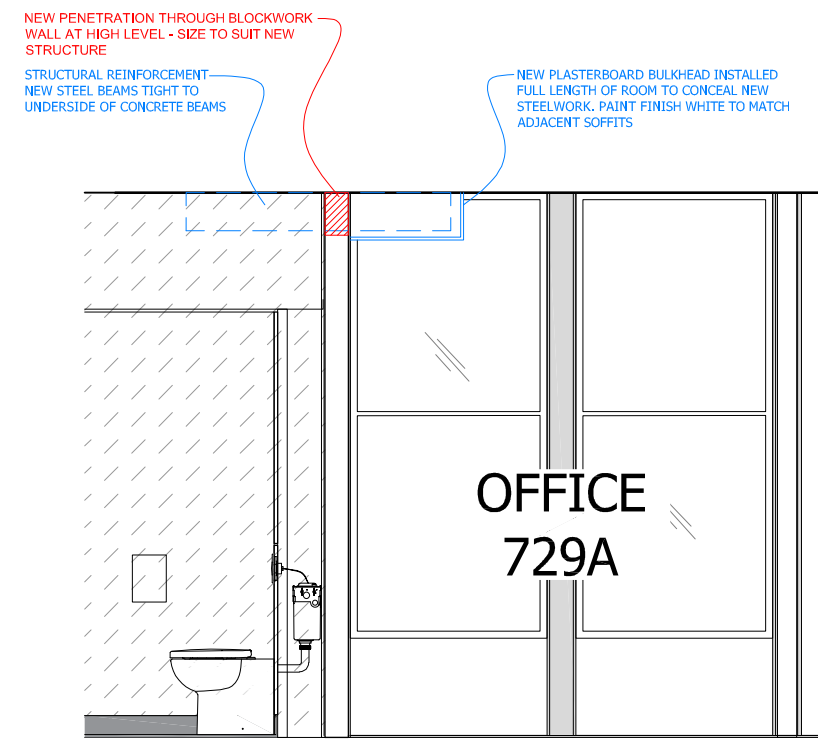 NEW PENETRATION THROUGH BLOCKWORK
WALL AT HIGH LEVEL - SIZE TO SUIT NEW
STRUCTURE
STRUCTURAL REINFORCEMENT
NEW STEEL BEAMS TIGHT TO
UNDERSIDE OF CONCRETE BEAMS
NEW PLASTERBOARD BULKHEAD INSTALLED
FULL LENGTH OF ROOM TO CONCEAL NEW
STEELWORK. PAINT FINISH WHITE TO MATCH
ADJACENT SOFFITS
OFFICE
729A